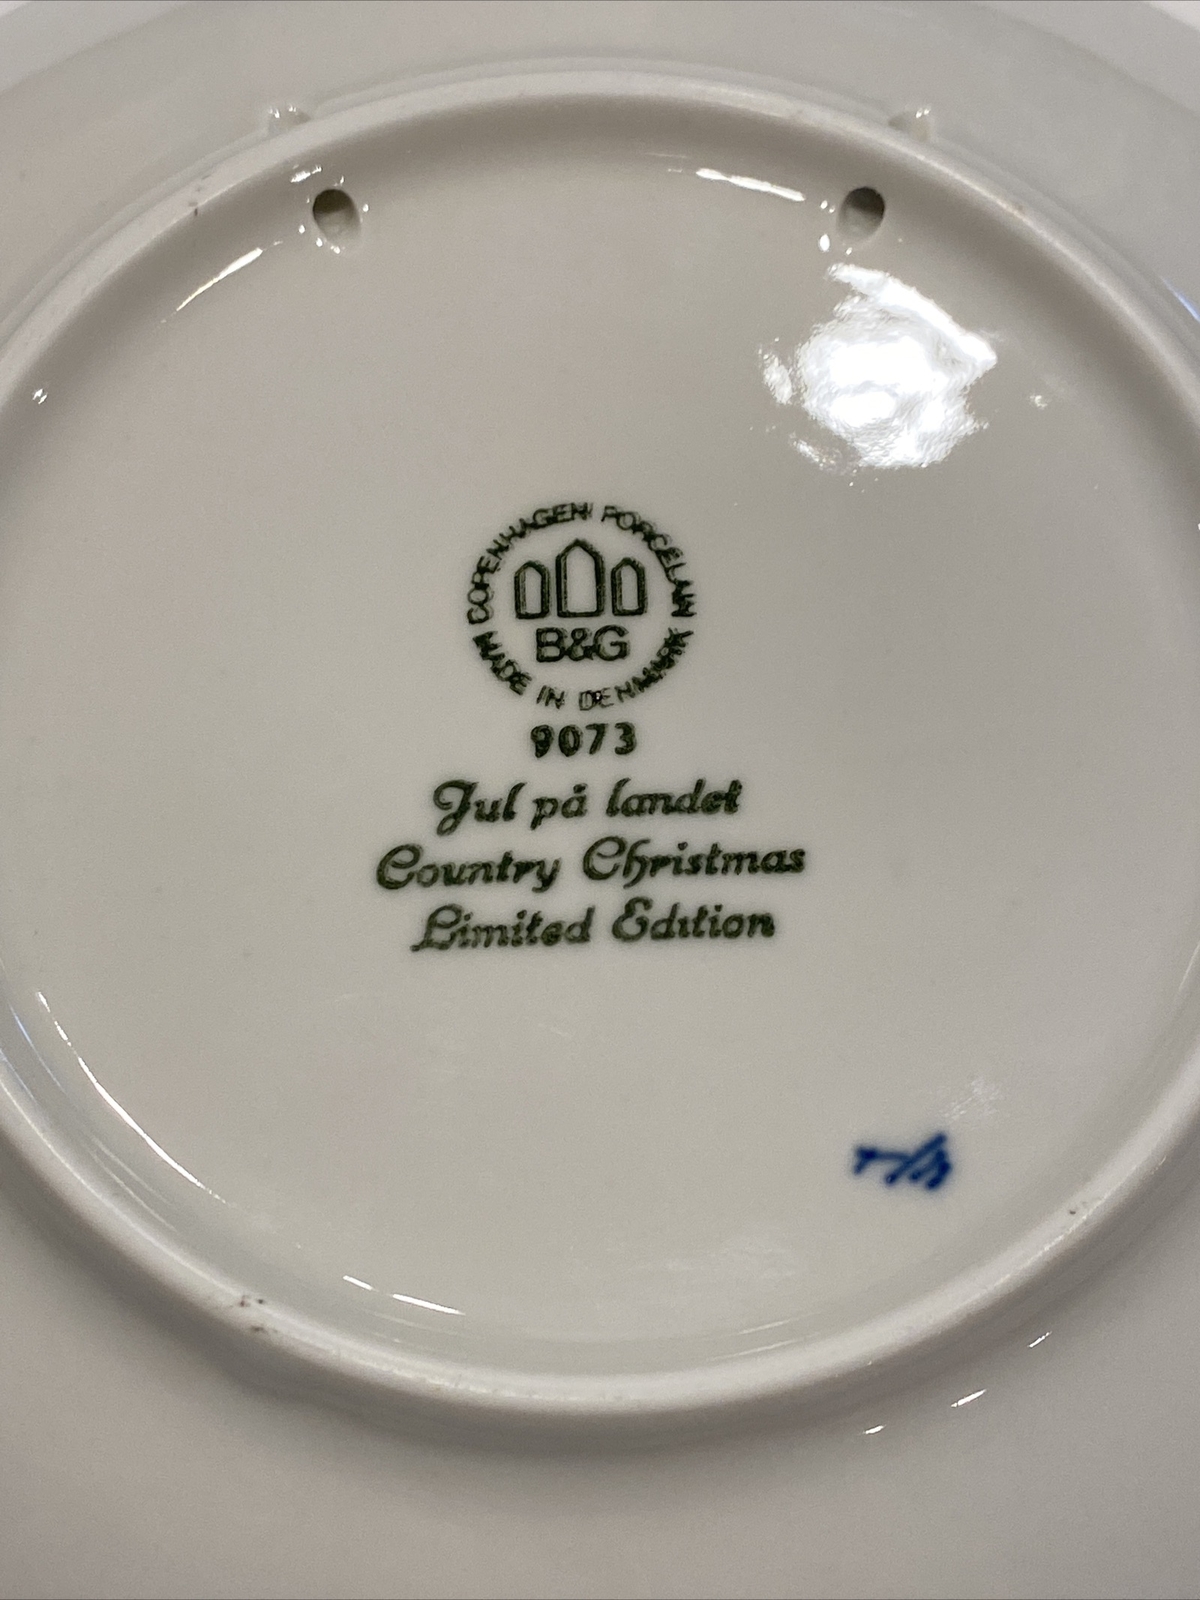 COPENHAGEN PORCELAIN
B&G
MADE IN DENMARK
9073
Jul på landet
Country Christmas
Limited Edition